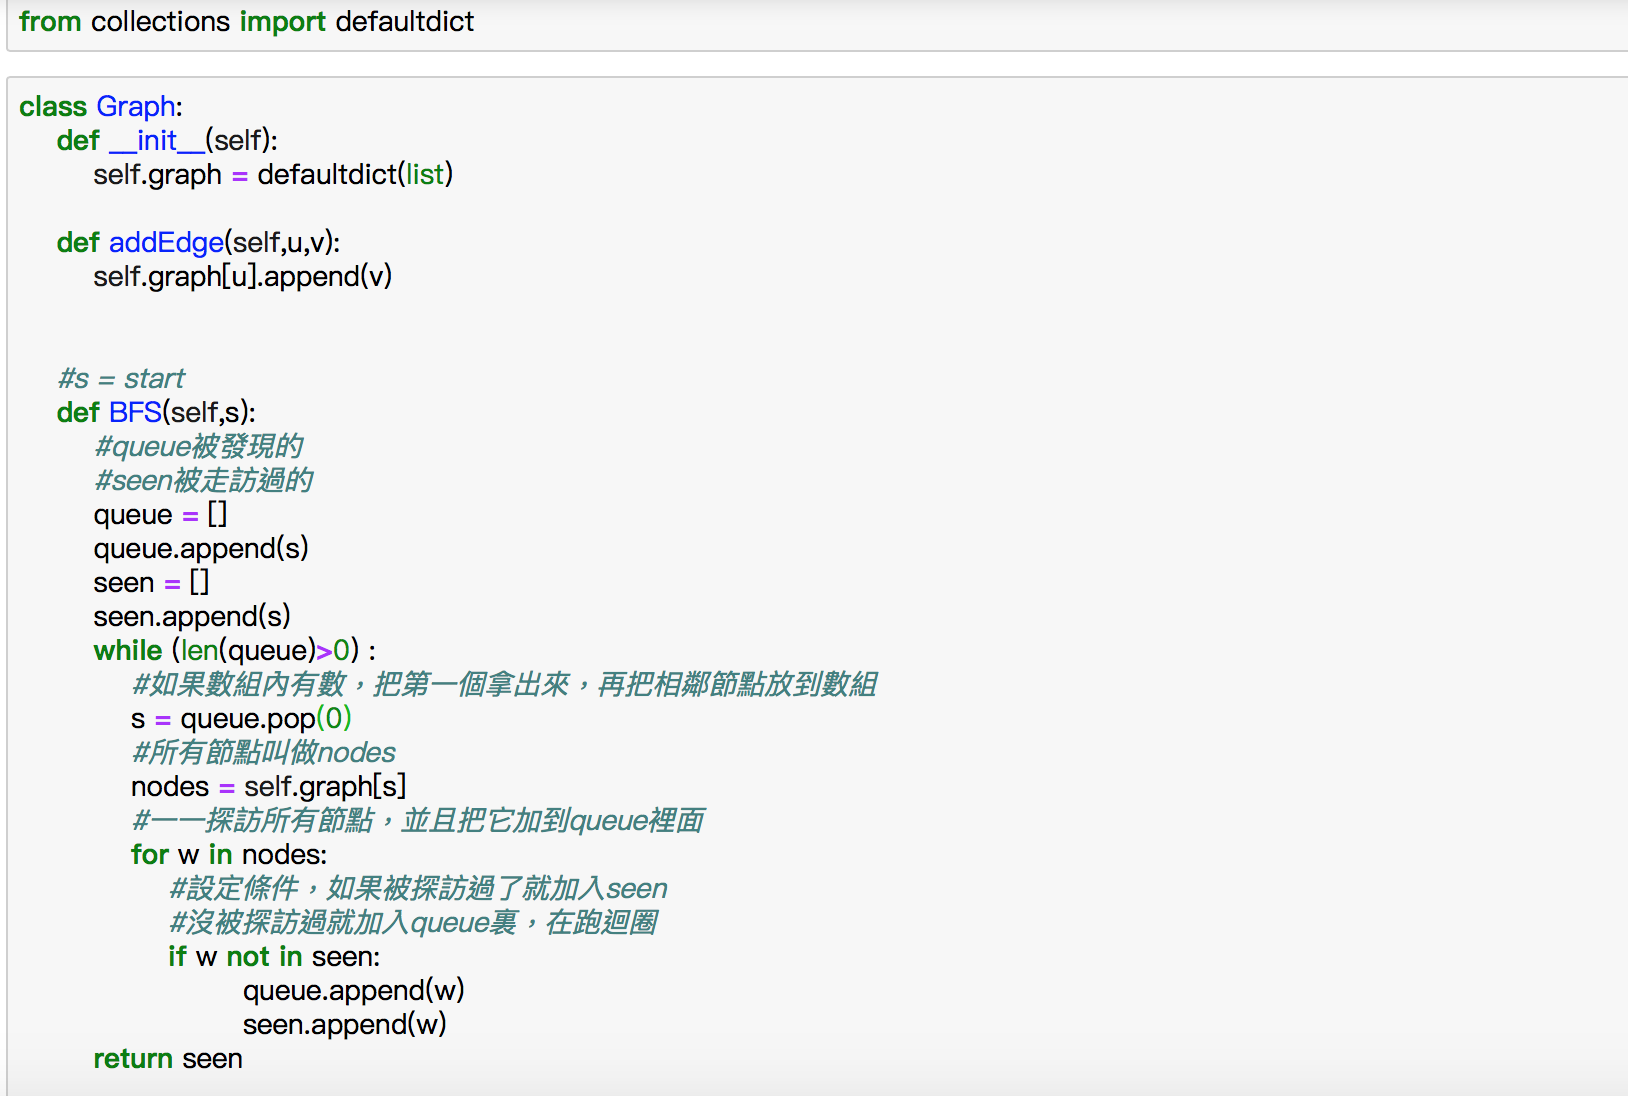 from collections import defaultdict
class Graph:
def __init__(self):
self.graph = defaultdict(list)
def addEdge(self,u,v):
self.graph[u].append(v)
#s = start
def BFS(self,s):
#queue被發現的
#seen被走訪過的
queue = []
queue.append(s)
seen = []
seen.append(s)
while (len(queue)>0) :
#如果數組內有數，把第一個拿出來，再把相鄰節點放到數組
s = queue.pop(0)
#所有節點叫做nodes
nodes = self.graph[s]
#一一探訪所有節點，並且把它加到queue裡面
for w in nodes:
#設定條件，如果被探訪過了就加入seen
#沒被探訪過就加入queue裏，在跑迴圈
if w not in seen:
queue.append(w)
seen.append(w)
return seen